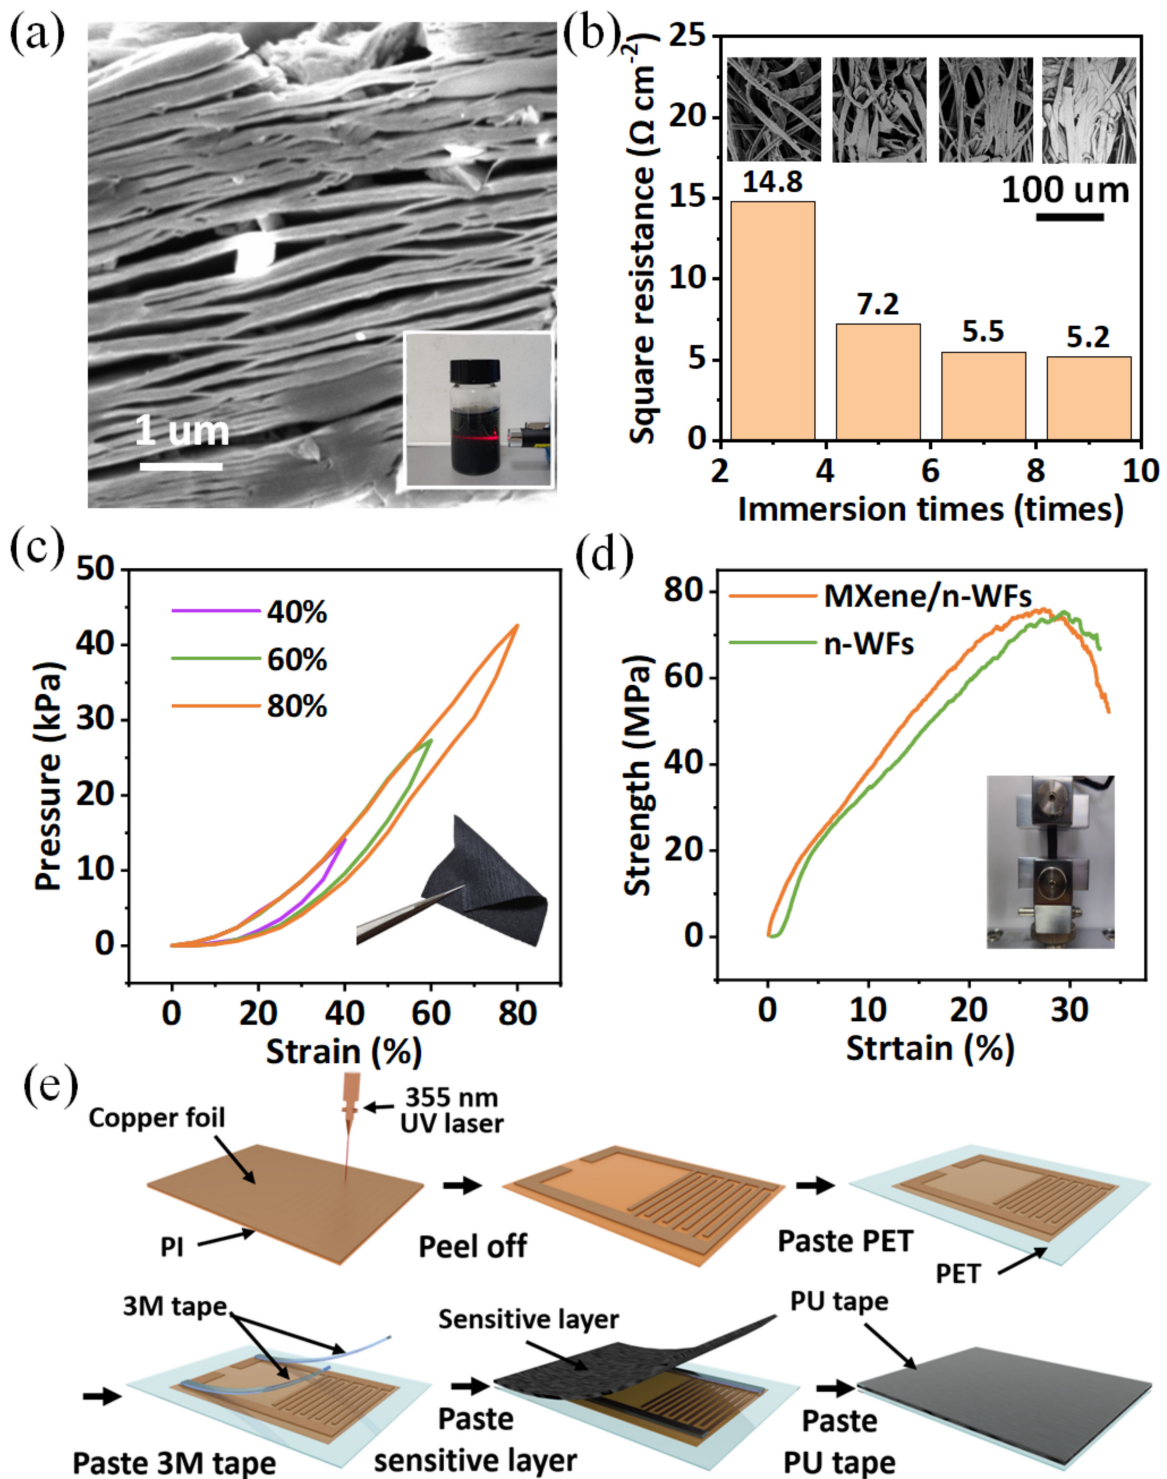 (a)
1 um
(b)
Square resistance (Ω cm⁻²)
25
20
15
10
5
0
14.8
7.2
5.5
5.2
100 um
2 4 6 8 10
Immersion times (times)
(c)
Pressure (kPa)
50
40
30
20
10
0
40%
60%
80%
0 20 40 60 80
Strain (%)
(d)
Strength (MPa)
80
60
40
20
0
MXene/n-WFs
n-WFs
0 10 20 30
Strtain (%)
(e)
Copper foil
355 nm
UV laser
PI
Peel off
Paste PET
PET
3M tape
Paste 3M tape
Sensitive layer
Paste
sensitive layer
PU tape
Paste
PU tape